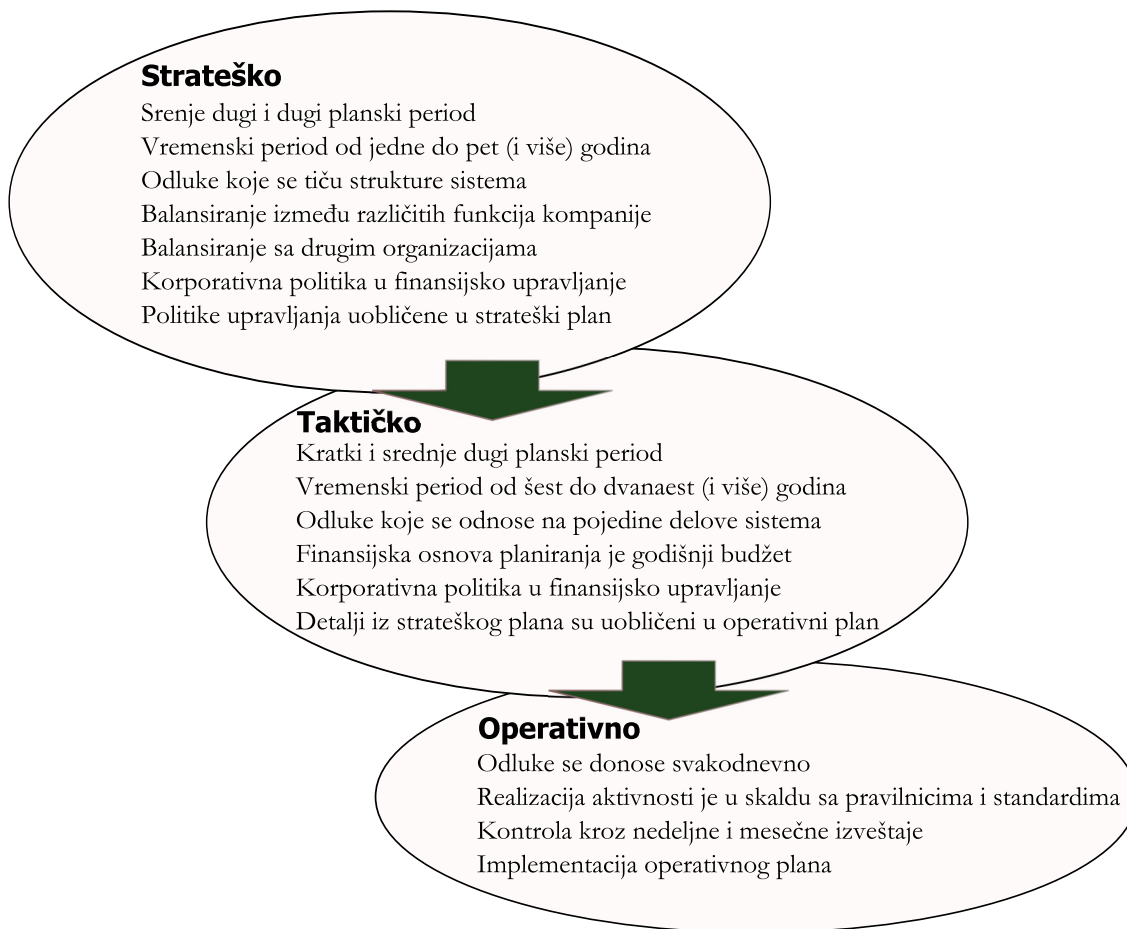 Strateško
Srenje dugi i dugi planski period
Vremenski period od jedne do pet (i više) godina
Odluke koje se tiču strukture sistema
Balansiranje između različitih funkcija kompanije
Balansiranje sa drugim organizacijama
Korporativna politika u finansijsko upravljanje
Politike upravljanja uobličene u strateški plan
Taktičko
Kratki i srednje dugi planski period
Vremenski period od šest do dvanaest (i više) godina
Odluke koje se odnose na pojedine delove sistema
Finansijska osnova planiranja je godišnji budžet
Korporativna politika u finansijsko upravljanje
Detalji iz strateškog plana su uobličeni u operativni plan
Operativno
Odluke se donose svakodnevno
Realizacija aktivnosti je u skaldu sa pravilnicima i standardima
Kontrola kroz nedeljne i mesečne izveštaje
Implementacija operativnog plana